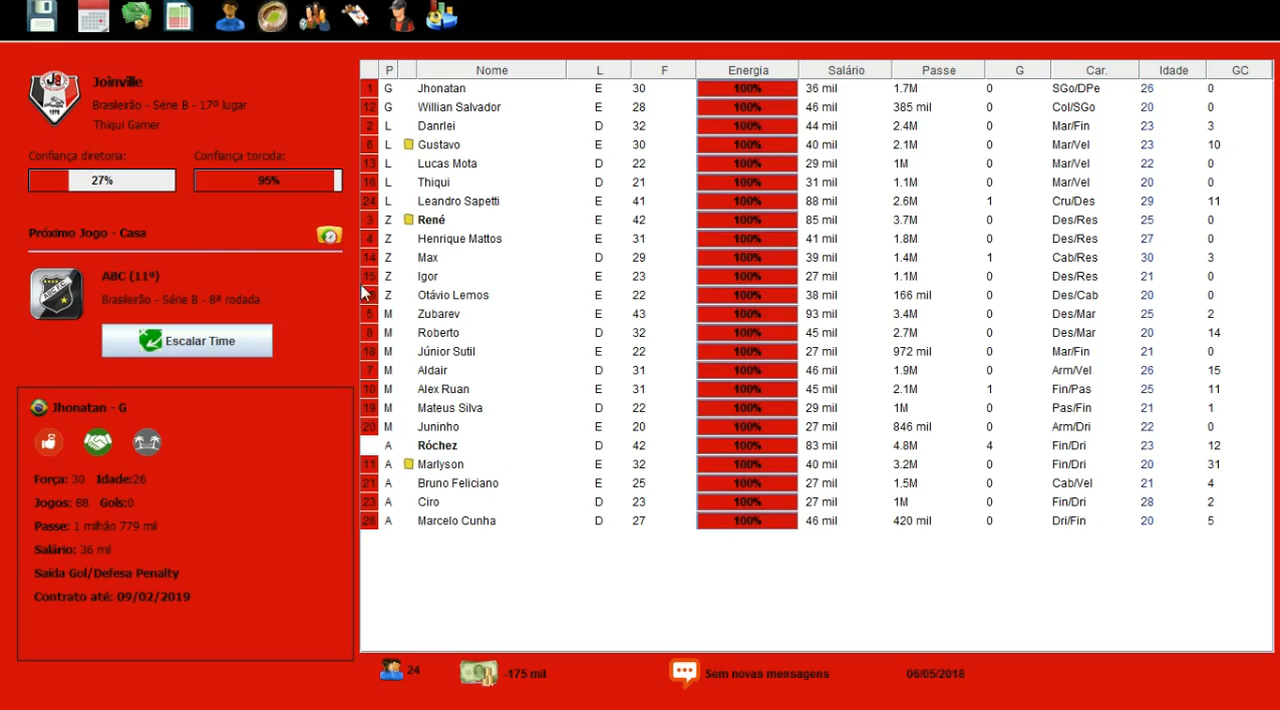 Joinville
Brasileirão - Série B - 17º lugar
Thiqui Gamer
Confiança diretoria: Confiança torcida:
27% 95%
Próximo Jogo - Casa
ABC (11º)
Brasileirão - Série B - 8ª rodada
Escalar Time
Jhonatan - G
Força: 30 Idade:26
Jogos: 88 Gols:0
Passe: 1 milhão 779 mil
Salário: 36 mil
Saída Gol/Defesa Penalty
Contrato até: 09/02/2019
P Nome L F Energia Salário Passe G Car. Idade GC
1 G Jhonatan E 30 100% 36 mil 1.7M 0 SGo/DPe 26 0
12 G Willian Salvador E 28 100% 46 mil 385 mil 0 Col/SGo 20 0
2 L Danrlei D 32 100% 44 mil 2.4M 0 Mar/Fin 23 3
6 L Gustavo E 30 100% 40 mil 2.1M 0 Mar/Vel 23 10
13 L Lucas Mota D 22 100% 29 mil 1M 0 Mar/Vel 22 0
16 L Thiqui D 21 100% 31 mil 1.1M 0 Mar/Vel 20 0
24 L Leandro Sapetti E 41 100% 88 mil 2.6M 1 Cru/Des 29 11
3 Z René E 42 100% 85 mil 3.7M 0 Des/Res 25 0
4 Z Henrique Mattos E 31 100% 41 mil 1.8M 0 Des/Res 27 0
14 Z Max D 29 100% 39 mil 1.4M 1 Cab/Res 30 3
15 Z Igor E 23 100% 27 mil 1.1M 0 Des/Res 21 0
Z Otávio Lemos E 22 100% 38 mil 166 mil 0 Des/Cab 20 0
5 M Zubarev E 43 100% 93 mil 3.4M 0 Des/Mar 25 2
8 M Roberto D 32 100% 45 mil 2.7M 0 Des/Mar 20 14
18 M Júnior Sutil E 22 100% 27 mil 972 mil 0 Mar/Fin 21 0
7 M Aldair D 31 100% 46 mil 1.9M 0 Arm/Vel 26 15
10 M Alex Ruan E 31 100% 45 mil 2.1M 1 Fin/Pas 25 11
19 M Mateus Silva D 22 100% 29 mil 1M 0 Pas/Fin 21 1
20 M Juninho E 20 100% 27 mil 846 mil 0 Arm/Dri 22 0
A Róchez D 42 100% 83 mil 4.8M 4 Fin/Dri 23 12
11 A Marlyson E 32 100% 40 mil 3.2M 0 Fin/Dri 20 31
21 A Bruno Feliciano E 25 100% 27 mil 1.5M 0 Cab/Vel 21 4
23 A Ciro D 23 100% 27 mil 1M 0 Fin/Dri 28 2
26 A Marcelo Cunha D 27 100% 46 mil 420 mil 0 Dri/Fin 20 5
24 -175 mil Sem novas mensagens 06/05/2018